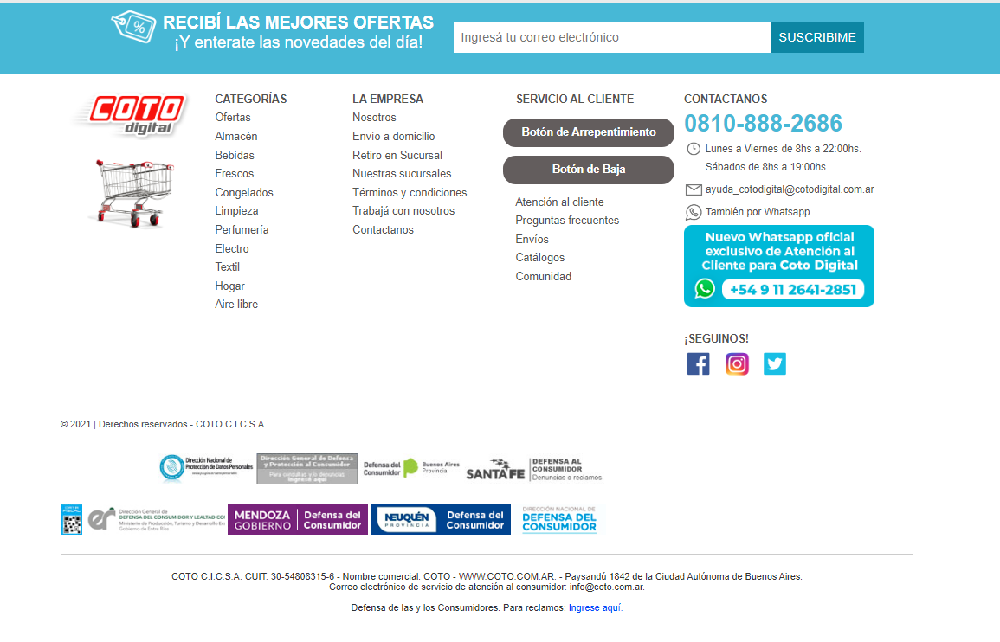 RECIBÍ LAS MEJORES OFERTAS
¡Y enterate las novedades del día!
Ingresá tu correo electrónico
SUSCRIBIME
COTO
digital
CATEGORÍAS
Ofertas
Almacén
Bebidas
Frescos
Congelados
Limpieza
Perfumería
Electro
Textil
Hogar
Aire libre
LA EMPRESA
Nosotros
Envío a domicilio
Retiro en Sucursal
Nuestras sucursales
Términos y condiciones
Trabajá con nosotros
Contactanos
SERVICIO AL CLIENTE
Botón de Arrepentimiento
Botón de Baja
Atención al cliente
Preguntas frecuentes
Envíos
Catálogos
Comunidad
CONTACTANOS
0810-888-2686
Lunes a Viernes de 8hs a 22:00hs.
Sábados de 8hs a 19:00hs.
ayuda_cotodigital@cotodigital.com.ar
También por Whatsapp
Nuevo Whatsapp oficial
exclusivo de Atención al
Cliente para Coto Digital
+54 9 11 2641-2851
¡SEGUINOS!
© 2021 | Derechos reservados - COTO C.I.C.S.A
Dirección Nacional de
Protección de Datos Personales
Dirección General de Defensa
y Protección al Consumidor
Para consultas y/o denuncias
ingresá aquí
Defensa del
Consumidor
Buenos Aires
Provincia
SANTA FE
DEFENSA AL
CONSUMIDOR
Denuncias o reclamos
DATA
FISCAL
er
Dirección General de
DEFENSA DEL CONSUMIDOR Y LEALTAD CO
Ministerio de Producción, Turismo y Desarrollo Ec
Gobierno de Entre Ríos
MENDOZA
GOBIERNO
Defensa del
Consumidor
NEUQUÉN
PROVINCIA
Defensa del
Consumidor
DIRECCIÓN NACIONAL DE
DEFENSA DEL
CONSUMIDOR
COTO C.I.C.S.A. CUIT: 30-54808315-6 - Nombre comercial: COTO - WWW.COTO.COM.AR. - Paysandú 1842 de la Ciudad Autónoma de Buenos Aires.
Correo electrónico de servicio de atención al consumidor: info@coto.com.ar.
Defensa de las y los Consumidores. Para reclamos: Ingrese aquí.